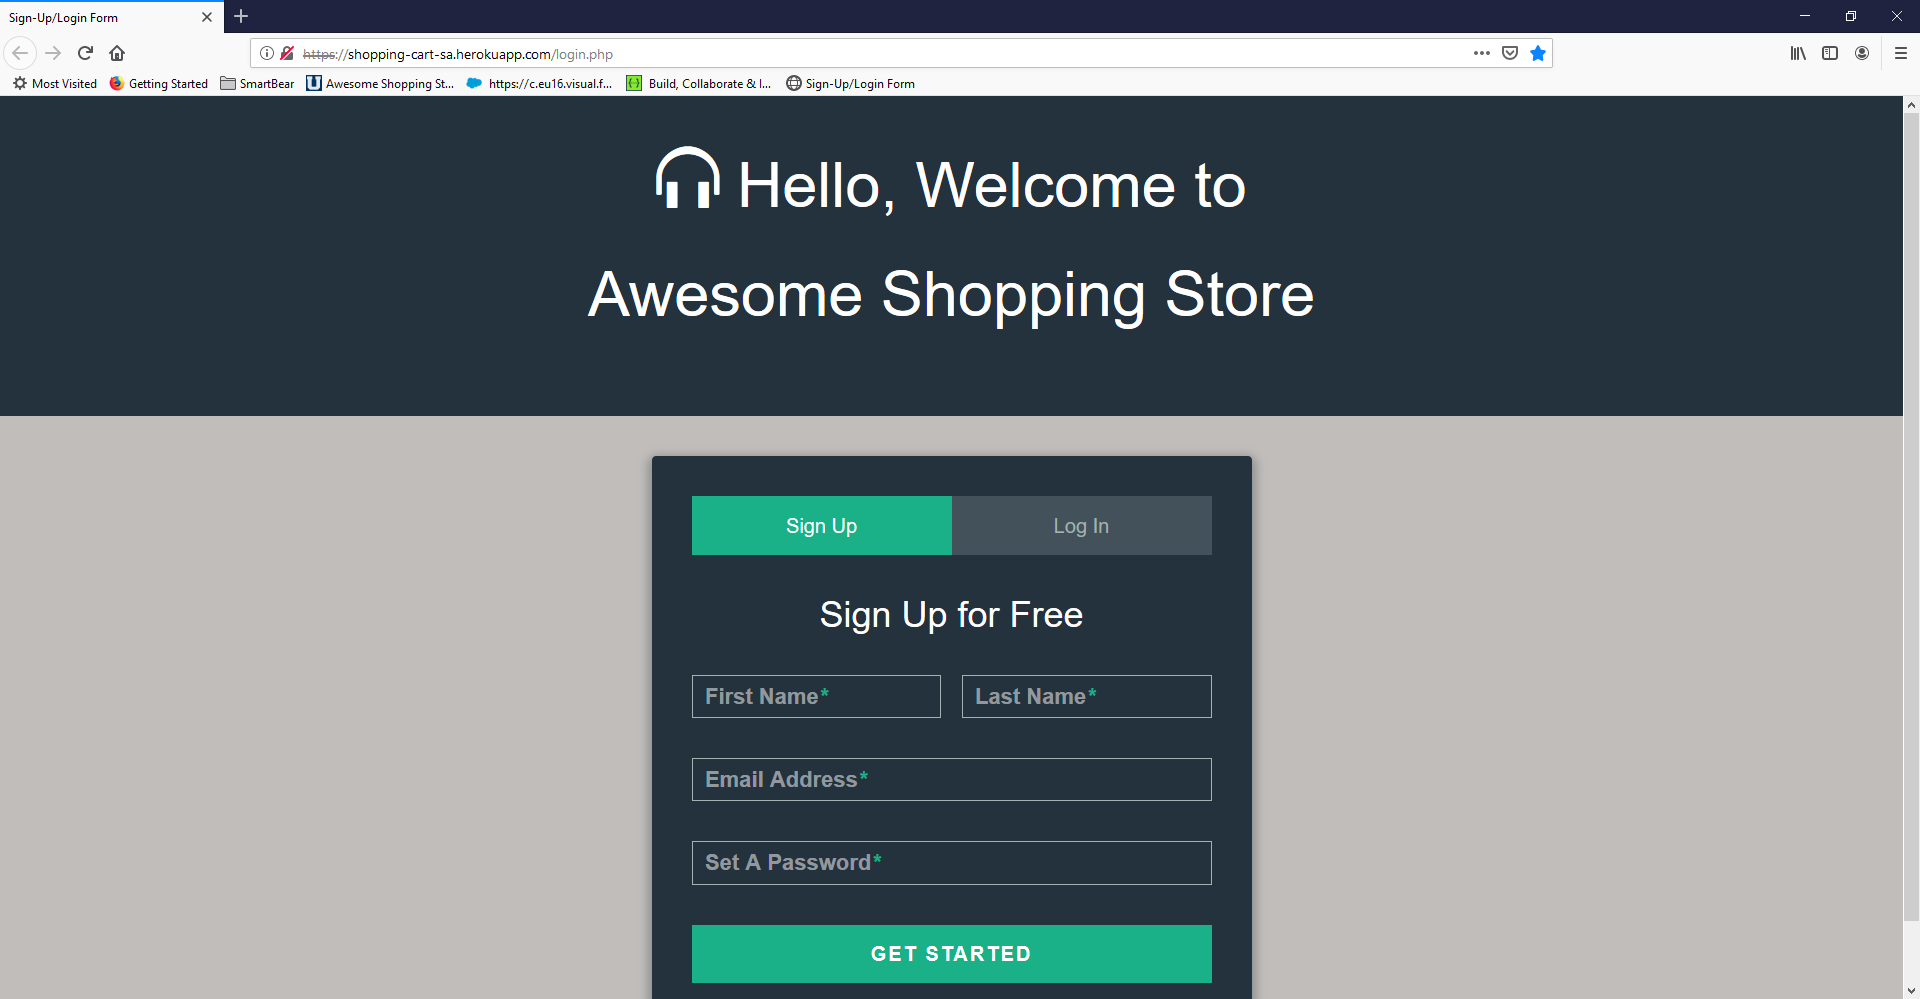 Sign-Up/Login Form
https://shopping-cart-sa.herokuapp.com/login.php
Most Visited Getting Started SmartBear Awesome Shopping St... https://c.eu16.visual.f... Build, Collaborate & I... Sign-Up/Login Form
Hello, Welcome to
Awesome Shopping Store
Sign Up Log In
Sign Up for Free
First Name* Last Name*
Email Address*
Set A Password*
GET STARTED